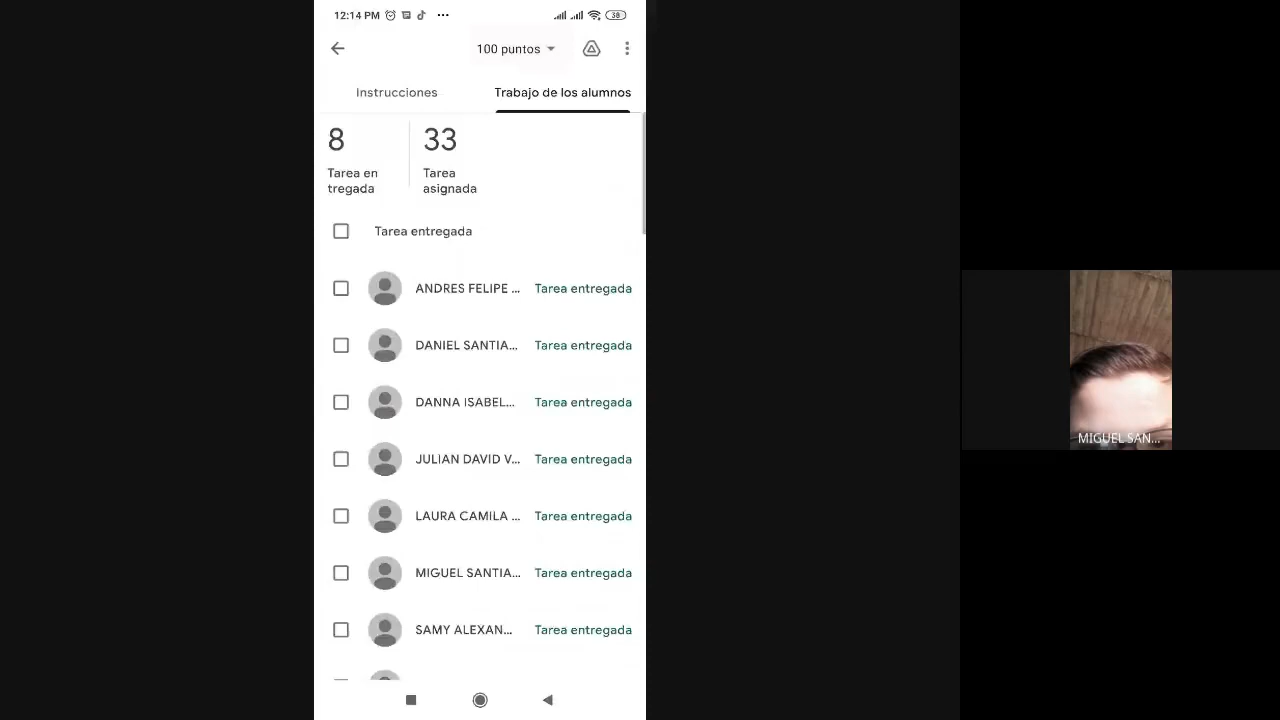 12:14 PM ... 38
100 puntos
Instrucciones
Trabajo de los alumnos
8
Tarea en
tregada
33
Tarea
asignada
Tarea entregada
ANDRES FELIPE ... Tarea entregada
DANIEL SANTIA... Tarea entregada
DANNA ISABEL... Tarea entregada
JULIAN DAVID V... Tarea entregada
LAURA CAMILA ... Tarea entregada
MIGUEL SANTIA... Tarea entregada
SAMY ALEXAN... Tarea entregada
MIGUEL SAN...